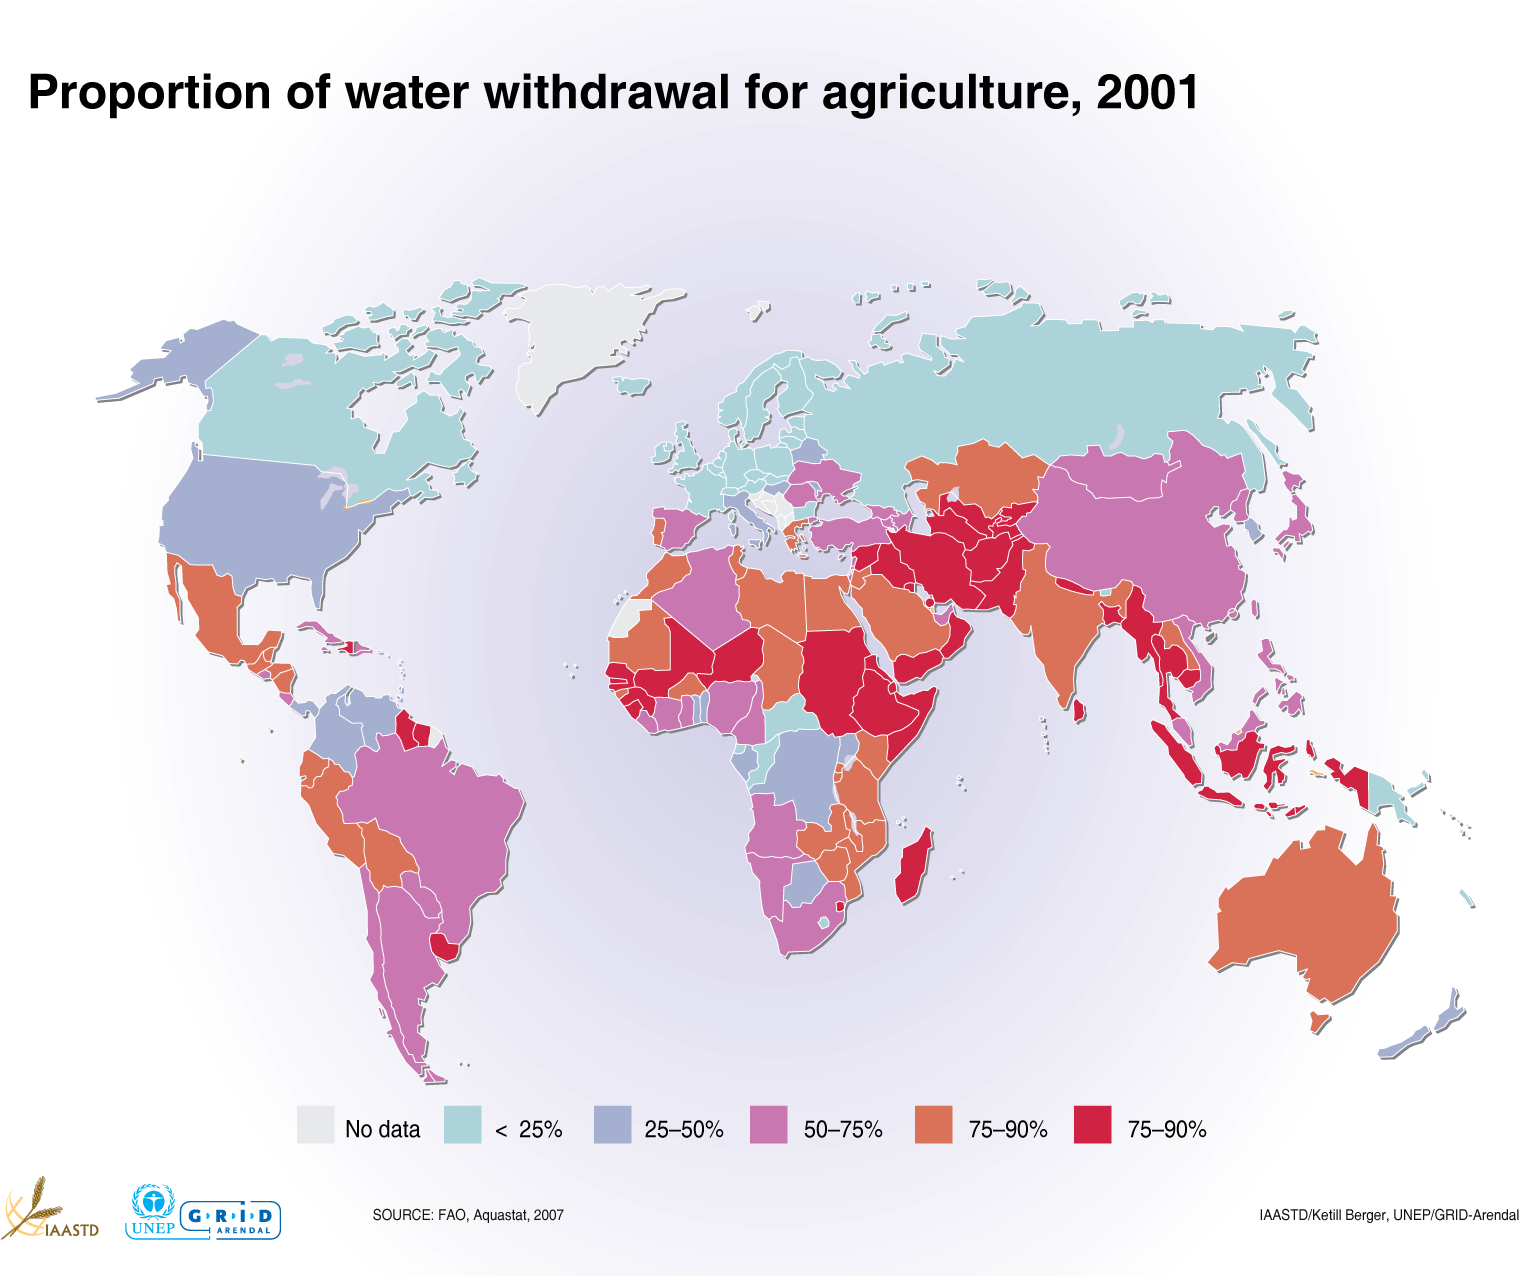 Proportion of water withdrawal for agriculture, 2001
No data
< 25%
25–50%
50–75%
75–90%
75–90%
IAASTD
UNEP
GRID
ARENDAL
SOURCE: FAO, Aquastat, 2007
IAASTD/Ketill Berger, UNEP/GRID-Arendal